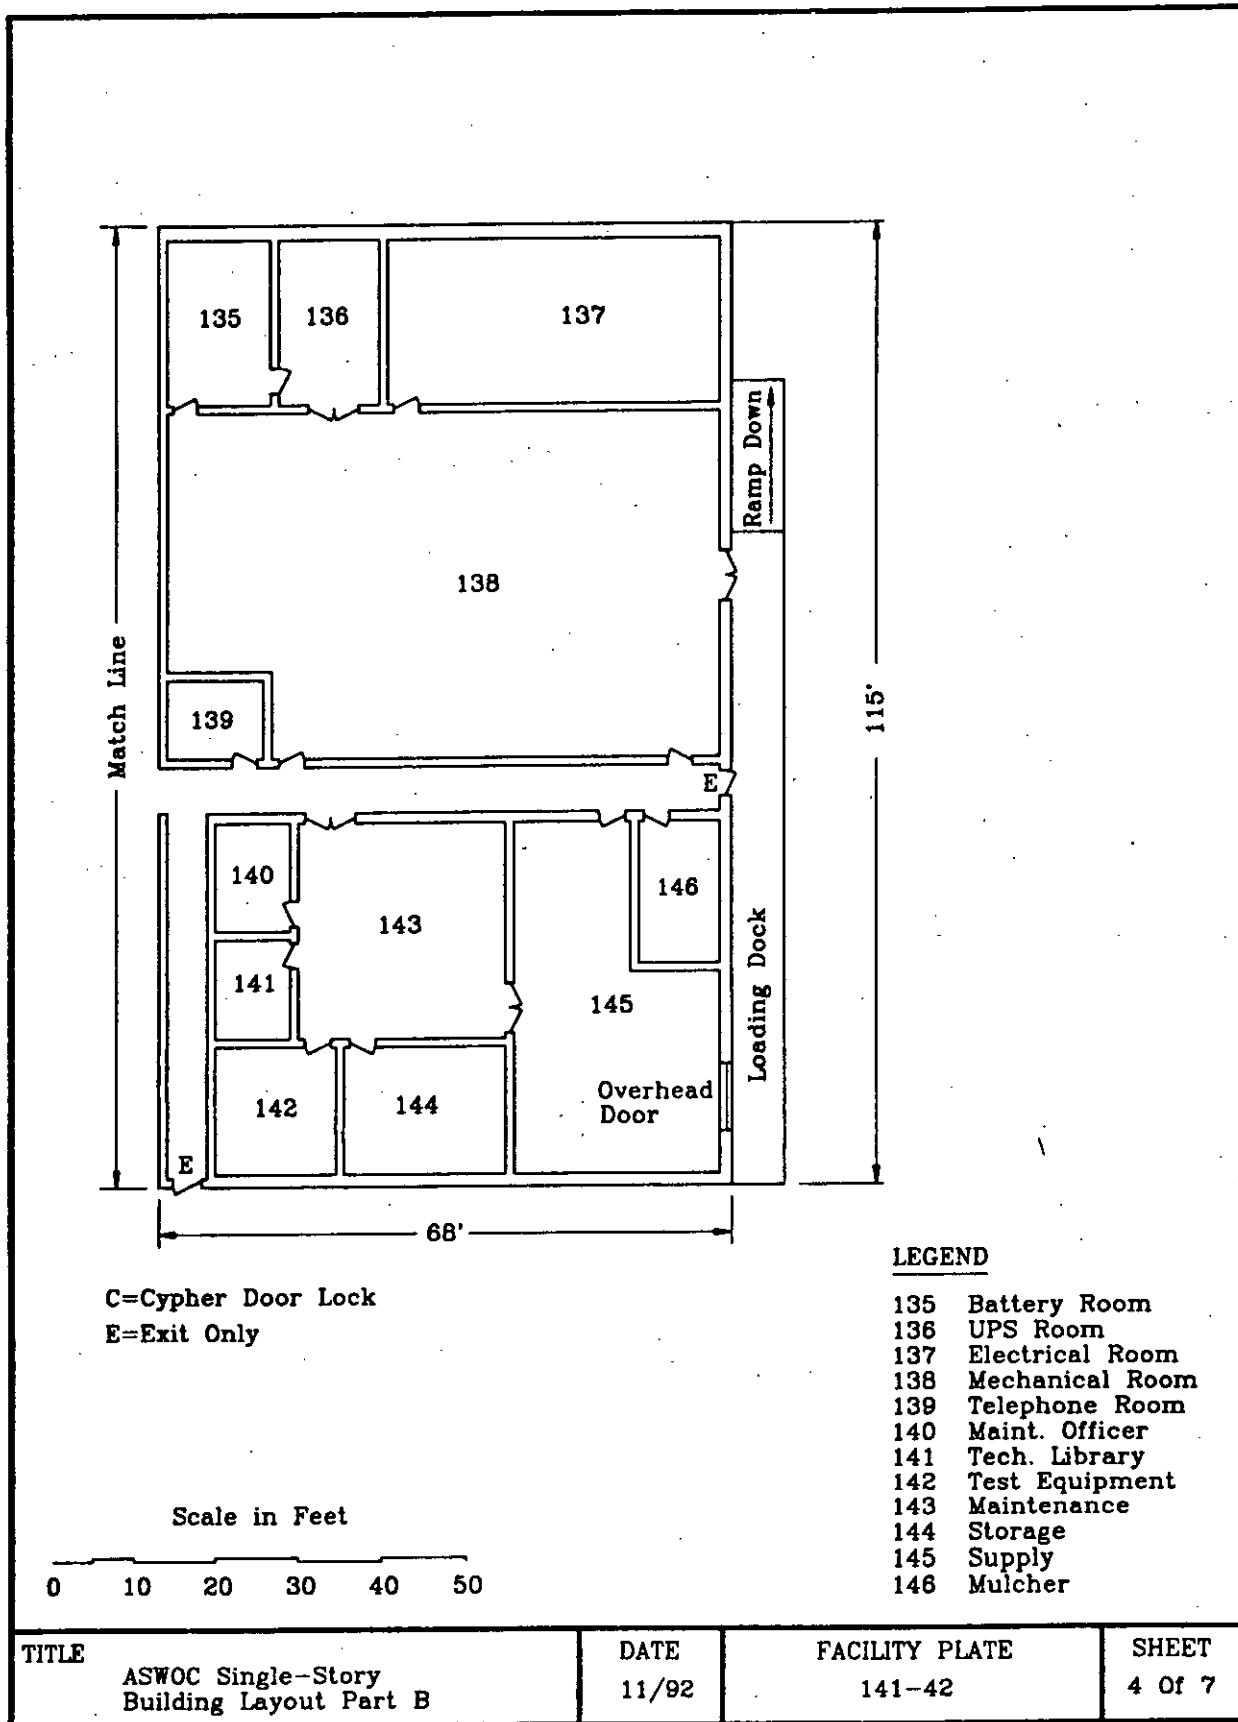 135
136
137
Ramp Down
138
Match Line
115'
139
E
140
146
143
141
145
Loading Dock
Overhead
Door
142
144
E
68'
C=Cypher Door Lock
E=Exit Only
LEGEND
135 Battery Room
136 UPS Room
137 Electrical Room
138 Mechanical Room
139 Telephone Room
140 Maint. Officer
141 Tech. Library
142 Test Equipment
143 Maintenance
144 Storage
145 Supply
146 Mulcher
Scale in Feet
0 10 20 30 40 50
TITLE
ASWOC Single-Story
Building Layout Part B
DATE
11/92
FACILITY PLATE
141-42
SHEET
4 Of 7